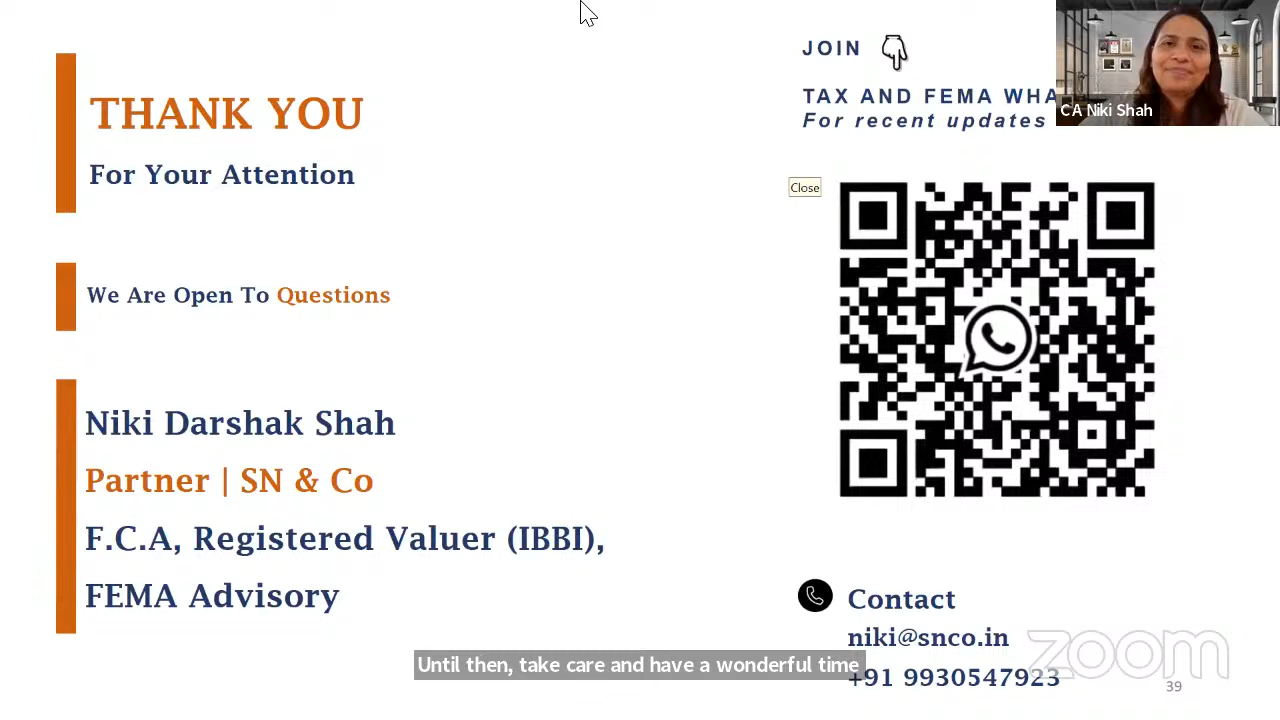 THANK YOU
For Your Attention
We Are Open To Questions
Niki Darshak Shah
Partner | SN & Co
F.C.A, Registered Valuer (IBBI),
FEMA Advisory
JOIN
TAX AND FEMA WHA
For recent updates
CA Niki Shah
Close
Contact
niki@snco.in
+91 9930547923
zoom
39
Until then, take care and have a wonderful time